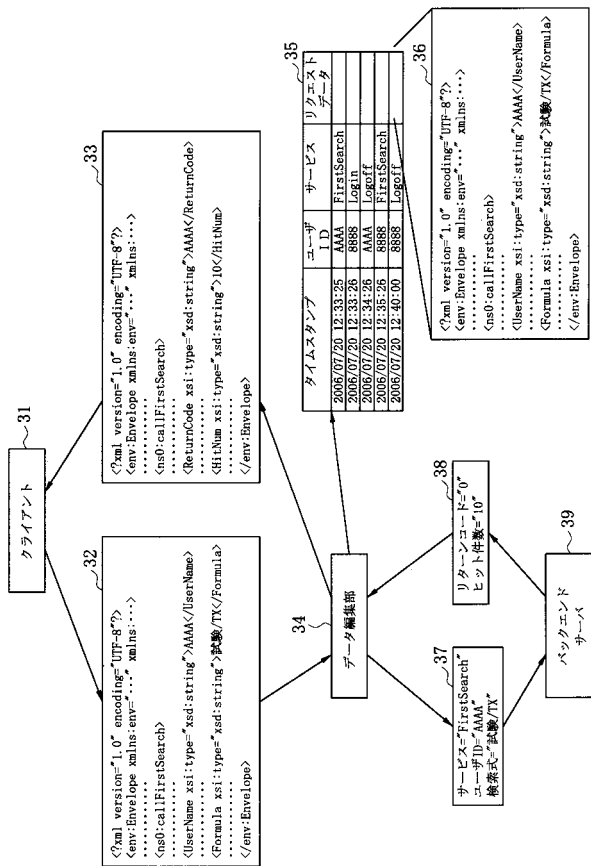 31
クライアント
32
<?xml version="1.0" encoding="UTF-8"?>
<env:Envelope xmlns:env="..." xmlns:...>
..........
<ns0:callFirstSearch>
..........
<UserName xsi:type="xsd:string">AAAA</UserName>
<Formula xsi:type="xsd:string">試験/TX</Formula>
..........
</env:Envelope>
33
<?xml version="1.0" encoding="UTF-8"?>
<env:Envelope xmlns:env="..." xmlns:...>
..........
<ns0:callFirstSearch>
..........
<ReturnCode xsi:type="xsd:string">AAAA</ReturnCode>
<HitNum xsi:type="xsd:string">10</HitNum>
..........
</env:Envelope>
34
データ編集部
35
タイムスタンプ ユーザID サービス リクエストデータ
2006/07/20 12:33:25 AAAA FirstSearch
2006/07/20 12:33:26 8888 Login
2006/07/20 12:34:26 AAAA Logoff
2006/07/20 12:35:26 8888 FirstSearch
2006/07/20 12:40:00 8888 Logoff
36
<?xml version="1.0" encoding="UTF-8"?>
<env:Envelope xmlns:env="..." xmlns:...>
..........
<ns0:callFirstSearch>
..........
<UserName xsi:type="xsd:string">AAAA</UserName>
<Formula xsi:type="xsd:string">試験/TX</Formula>
..........
</env:Envelope>
37
サービス="FirstSearch"
ユーザID="AAAA"
検索式="試験/TX"
38
リターンコード="0"
ヒット件数="10"
39
バックエンド
サーバ